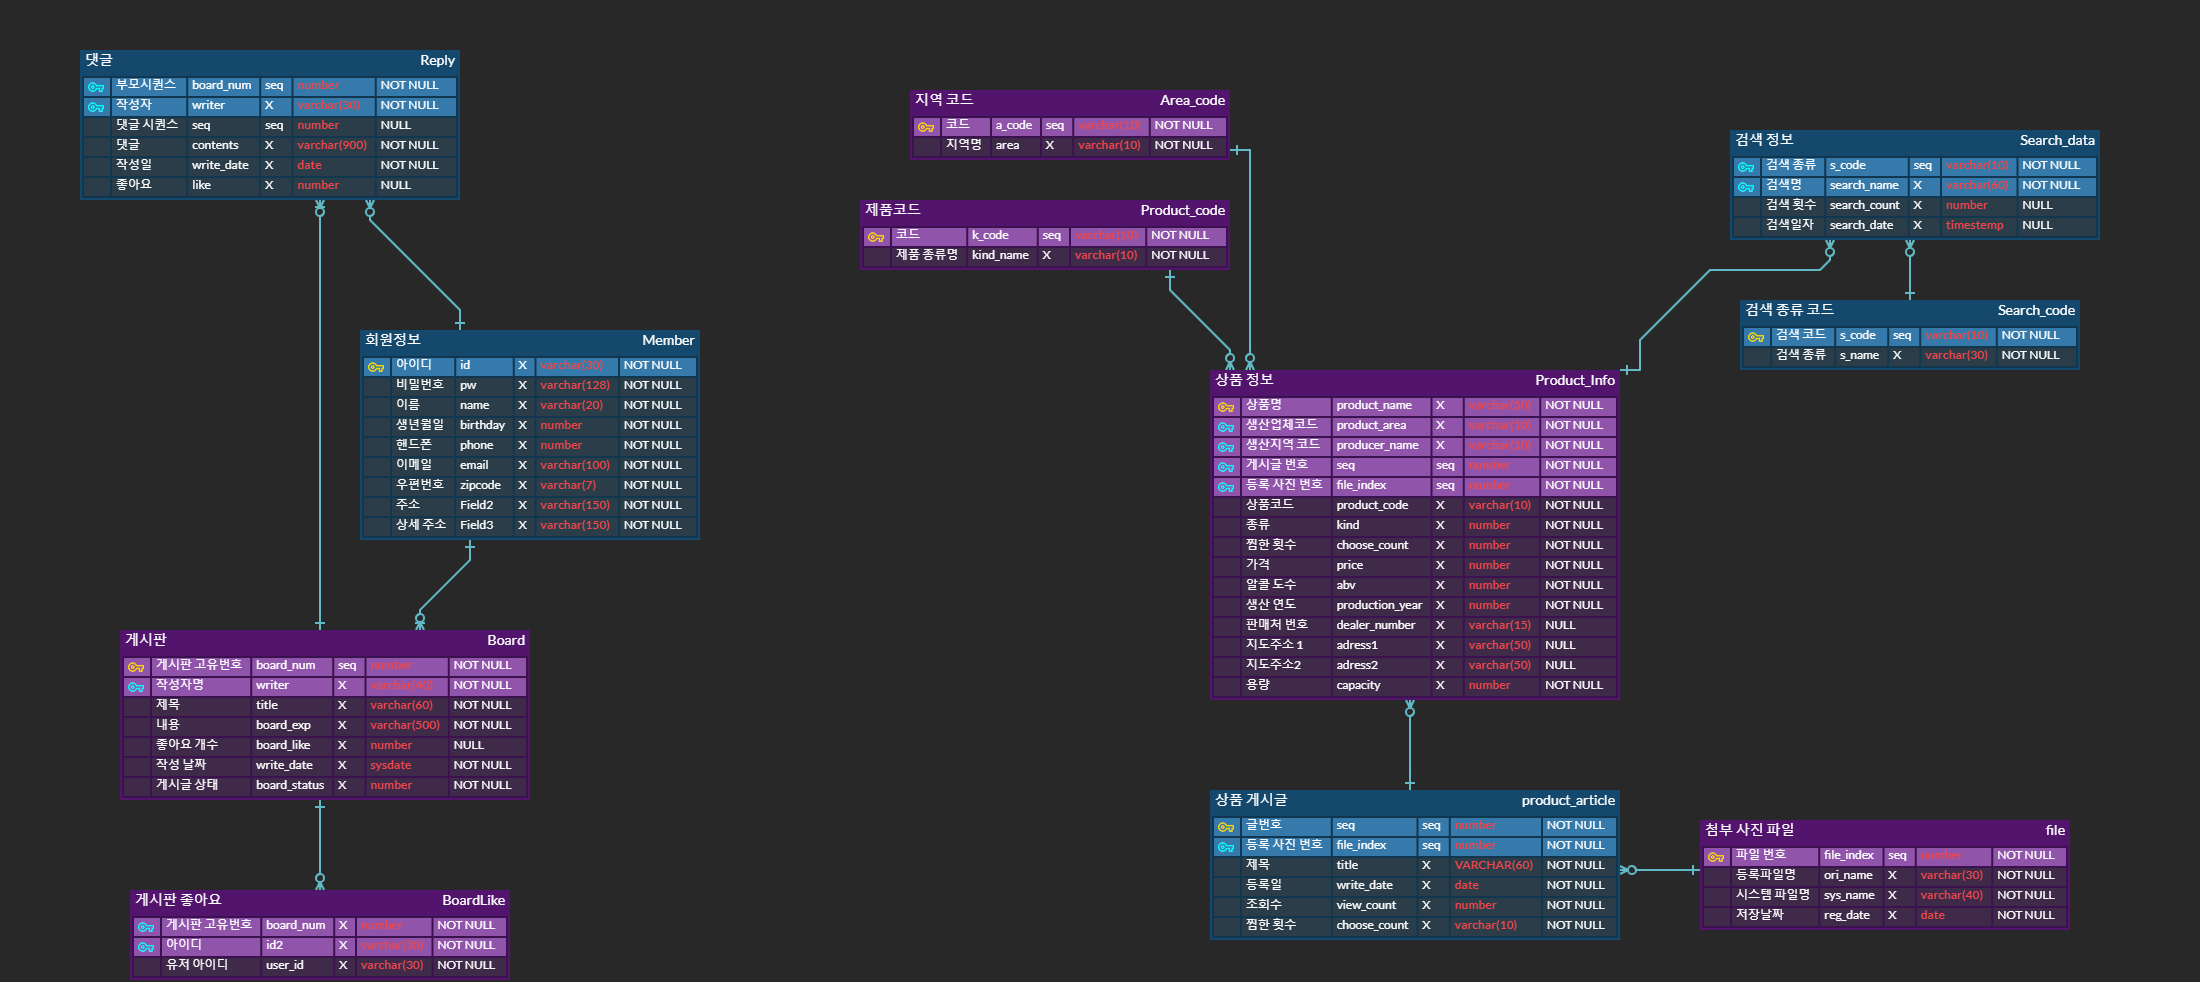 댓글 Reply
부모시퀀스 board_num seq number NOT NULL
작성자 writer X varchar(30) NOT NULL
댓글 시퀀스 seq seq number NULL
댓글 contents X varchar(900) NOT NULL
작성일 write_date X date NOT NULL
좋아요 like X number NULL
회원정보 Member
아이디 id X varchar(30) NOT NULL
비밀번호 pw X varchar(128) NOT NULL
이름 name X varchar(20) NOT NULL
생년월일 birthday X number NOT NULL
핸드폰 phone X number NOT NULL
이메일 email X varchar(100) NOT NULL
우편번호 zipcode X varchar(7) NOT NULL
주소 Field2 X varchar(150) NOT NULL
상세 주소 Field3 X varchar(150) NOT NULL
게시판 Board
게시판 고유번호 board_num seq number NOT NULL
작성자명 writer X varchar(40) NOT NULL
제목 title X varchar(60) NOT NULL
내용 board_exp X varchar(500) NOT NULL
좋아요 개수 board_like X number NULL
작성 날짜 write_date X sysdate NOT NULL
게시글 상태 board_status X number NOT NULL
게시판 좋아요 BoardLike
게시판 고유번호 board_num X number NOT NULL
아이디 id2 X varchar(30) NOT NULL
유저 아이디 user_id X varchar(30) NOT NULL
지역 코드 Area_code
코드 a_code seq varchar(10) NOT NULL
지역명 area X varchar(10) NOT NULL
제품코드 Product_code
코드 k_code seq varchar(10) NOT NULL
제품 종류명 kind_name X varchar(10) NOT NULL
상품 정보 Product_Info
상품명 product_name X varchar(50) NOT NULL
생산업체코드 product_area X varchar(10) NOT NULL
생산지역 코드 producer_name X varchar(10) NOT NULL
게시글 번호 seq seq number NOT NULL
등록 사진 번호 file_index seq number NOT NULL
상품코드 product_code X varchar(10) NOT NULL
종류 kind X number NOT NULL
찜한 횟수 choose_count X number NOT NULL
가격 price X number NOT NULL
알콜 도수 abv X number NOT NULL
생산 연도 production_year X number NOT NULL
판매처 번호 dealer_number X varchar(15) NULL
지도주소 1 adress1 X varchar(50) NULL
지도주소2 adress2 X varchar(50) NULL
용량 capacity X number NOT NULL
상품 게시글 product_article
글번호 seq seq number NOT NULL
등록 사진 번호 file_index seq number NOT NULL
제목 title X VARCHAR(60) NOT NULL
등록일 write_date X date NOT NULL
조회수 view_count X number NOT NULL
찜한 횟수 choose_count X varchar(10) NOT NULL
검색 정보 Search_data
검색 종류 s_code seq varchar(10) NOT NULL
검색명 search_name X varchar(60) NOT NULL
검색 횟수 search_count X number NULL
검색일자 search_date X timestemp NULL
검색 종류 코드 Search_code
검색 코드 s_code seq varchar(10) NOT NULL
검색 종류 s_name X varchar(30) NOT NULL
첨부 사진 파일 file
파일 번호 file_index seq number NOT NULL
등록파일명 ori_name X varchar(30) NOT NULL
시스템 파일명 sys_name X varchar(40) NOT NULL
저장날짜 reg_date X date NOT NULL